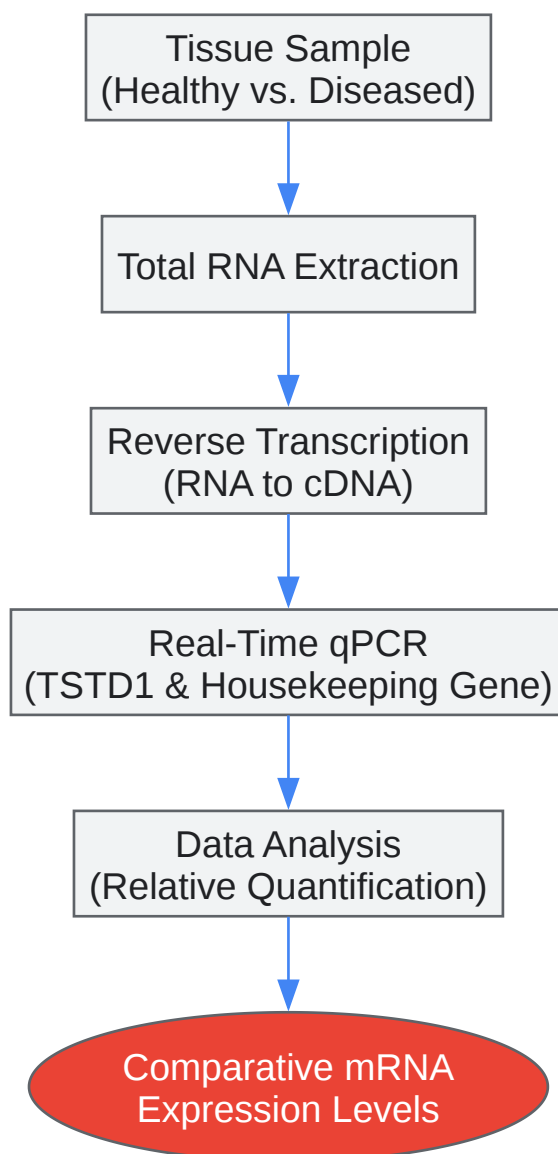 Tissue Sample
(Healthy vs. Diseased)
Total RNA Extraction
Reverse Transcription
(RNA to cDNA)
Real-Time qPCR
(TSTD1 & Housekeeping Gene)
Data Analysis
(Relative Quantification)
Comparative mRNA
Expression Levels